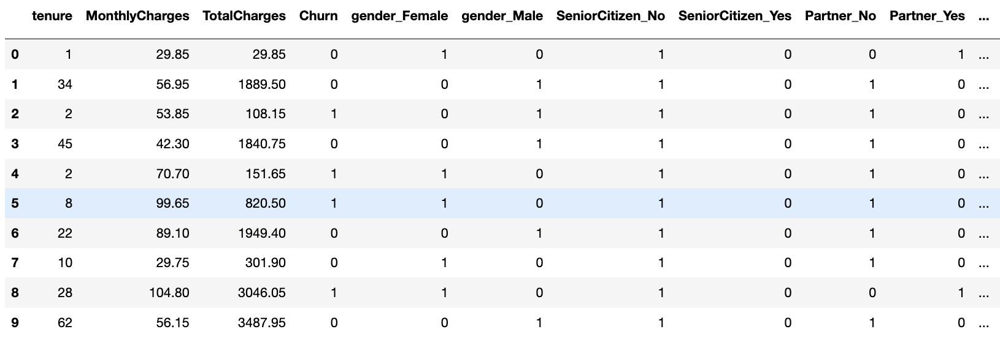 tenure MonthlyCharges TotalCharges Churn gender_Female gender_Male SeniorCitizen_No SeniorCitizen_Yes Partner_No Partner_Yes ...
0 1 29.85 29.85 0 1 0 1 0 0 1 ...
1 34 56.95 1889.50 0 0 1 1 0 1 0 ...
2 2 53.85 108.15 1 0 1 1 0 1 0 ...
3 45 42.30 1840.75 0 0 1 1 0 1 0 ...
4 2 70.70 151.65 1 1 0 1 0 1 0 ...
5 8 99.65 820.50 1 1 0 1 0 1 0 ...
6 22 89.10 1949.40 0 0 1 1 0 1 0 ...
7 10 29.75 301.90 0 1 0 1 0 1 0 ...
8 28 104.80 3046.05 1 1 0 1 0 0 1 ...
9 62 56.15 3487.95 0 0 1 1 0 1 0 ...